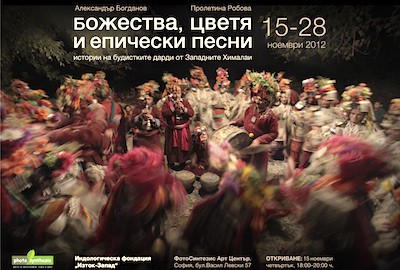 Александър Богданов Пролетина Робова
БОЖЕСТВА, ЦВЕТЯ
И ЕПИЧЕСКИ ПЕСНИ
истории на будистките дарди от Западните Хималаи
15-28
ноември 2012
photo synthesis
Индологическа фондация
«Изток-Запад»
ФотоСинтезис Арт Център,
София, бул.Васил Левски 57
ОТКРИВАНЕ: 15 ноември
четвъртък, 18:00-20:00 ч.